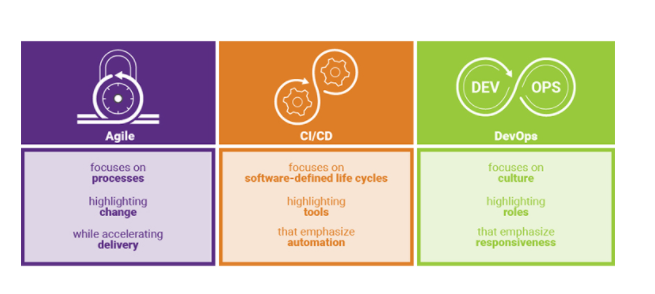 Agile
focuses on
processes
highlighting
change
while accelerating
delivery
CI/CD
focuses on
software-defined life cycles
highlighting
tools
that emphasize
automation
DEV OPS
DevOps
focuses on
culture
highlighting
roles
that emphasize
responsiveness